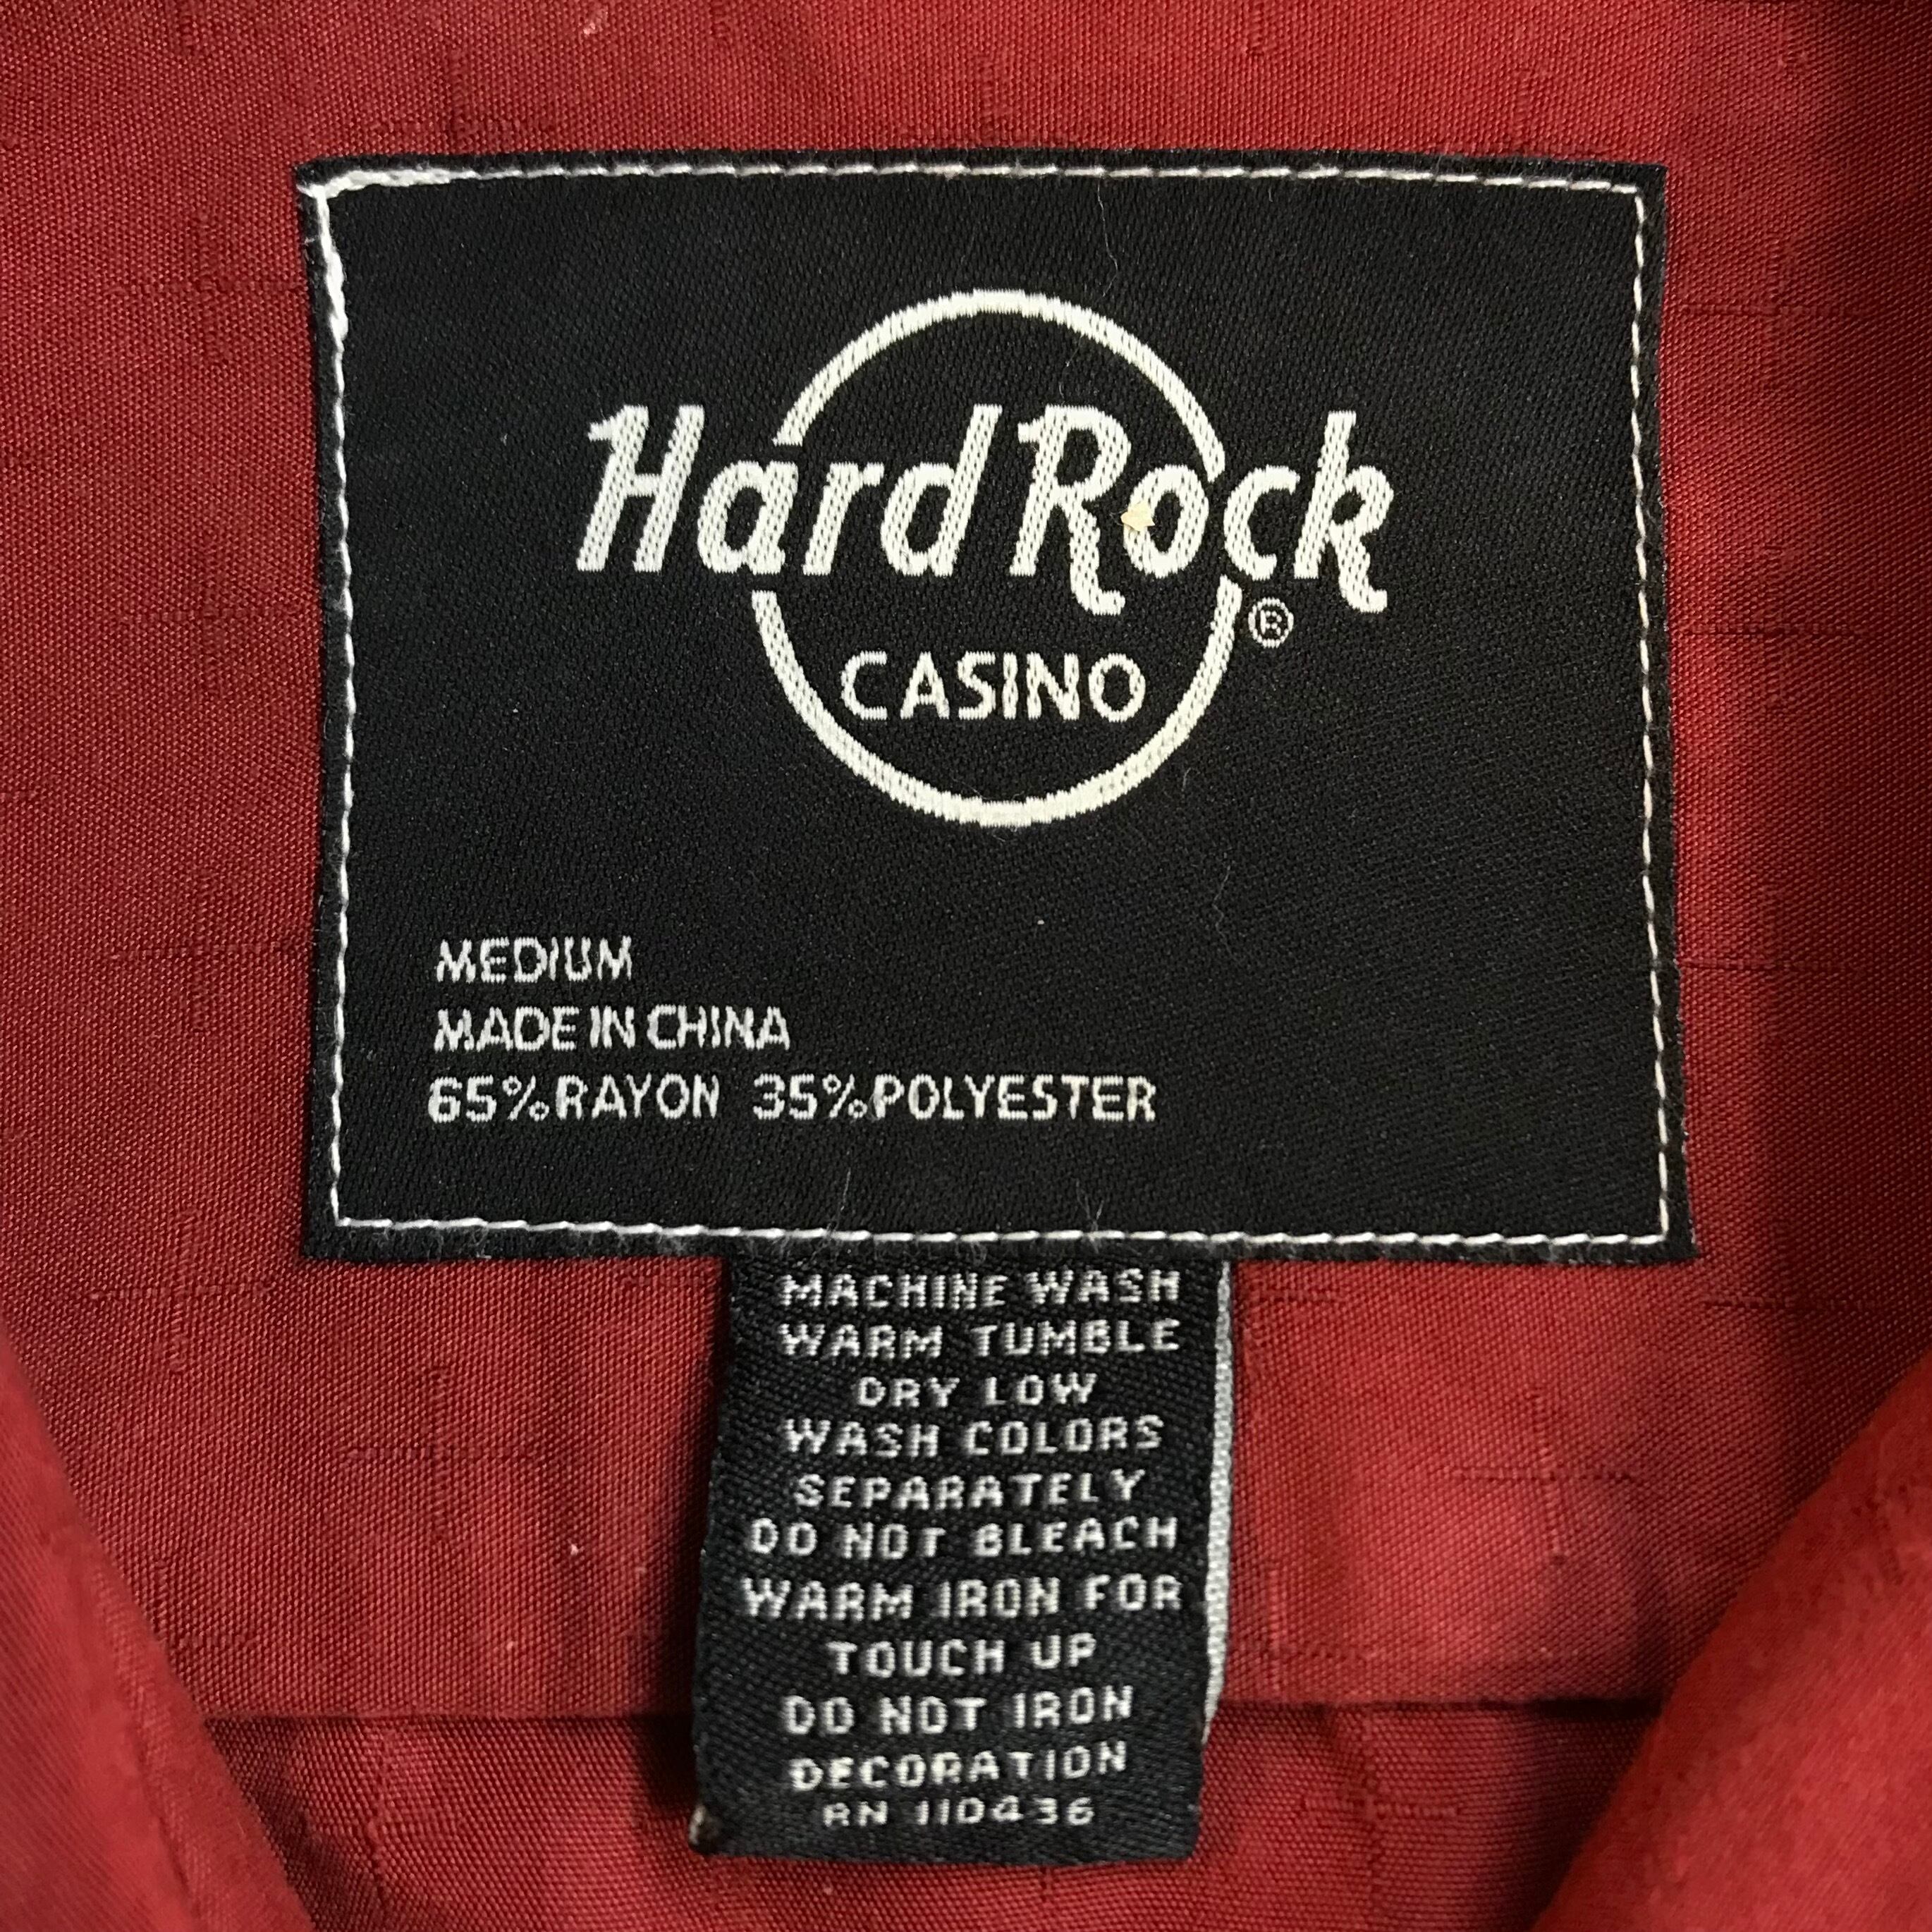 Hard Rock
®
CASINO
MEDIUM
MADE IN CHINA
65%RAYON 35%POLYESTER
MACHINE WASH
WARM TUMBLE
DRY LOW
WASH COLORS
SEPARATELY
DO NOT BLEACH
WARM IRON FOR
TOUCH UP
DO NOT IRON
DECORATION
RN 110436